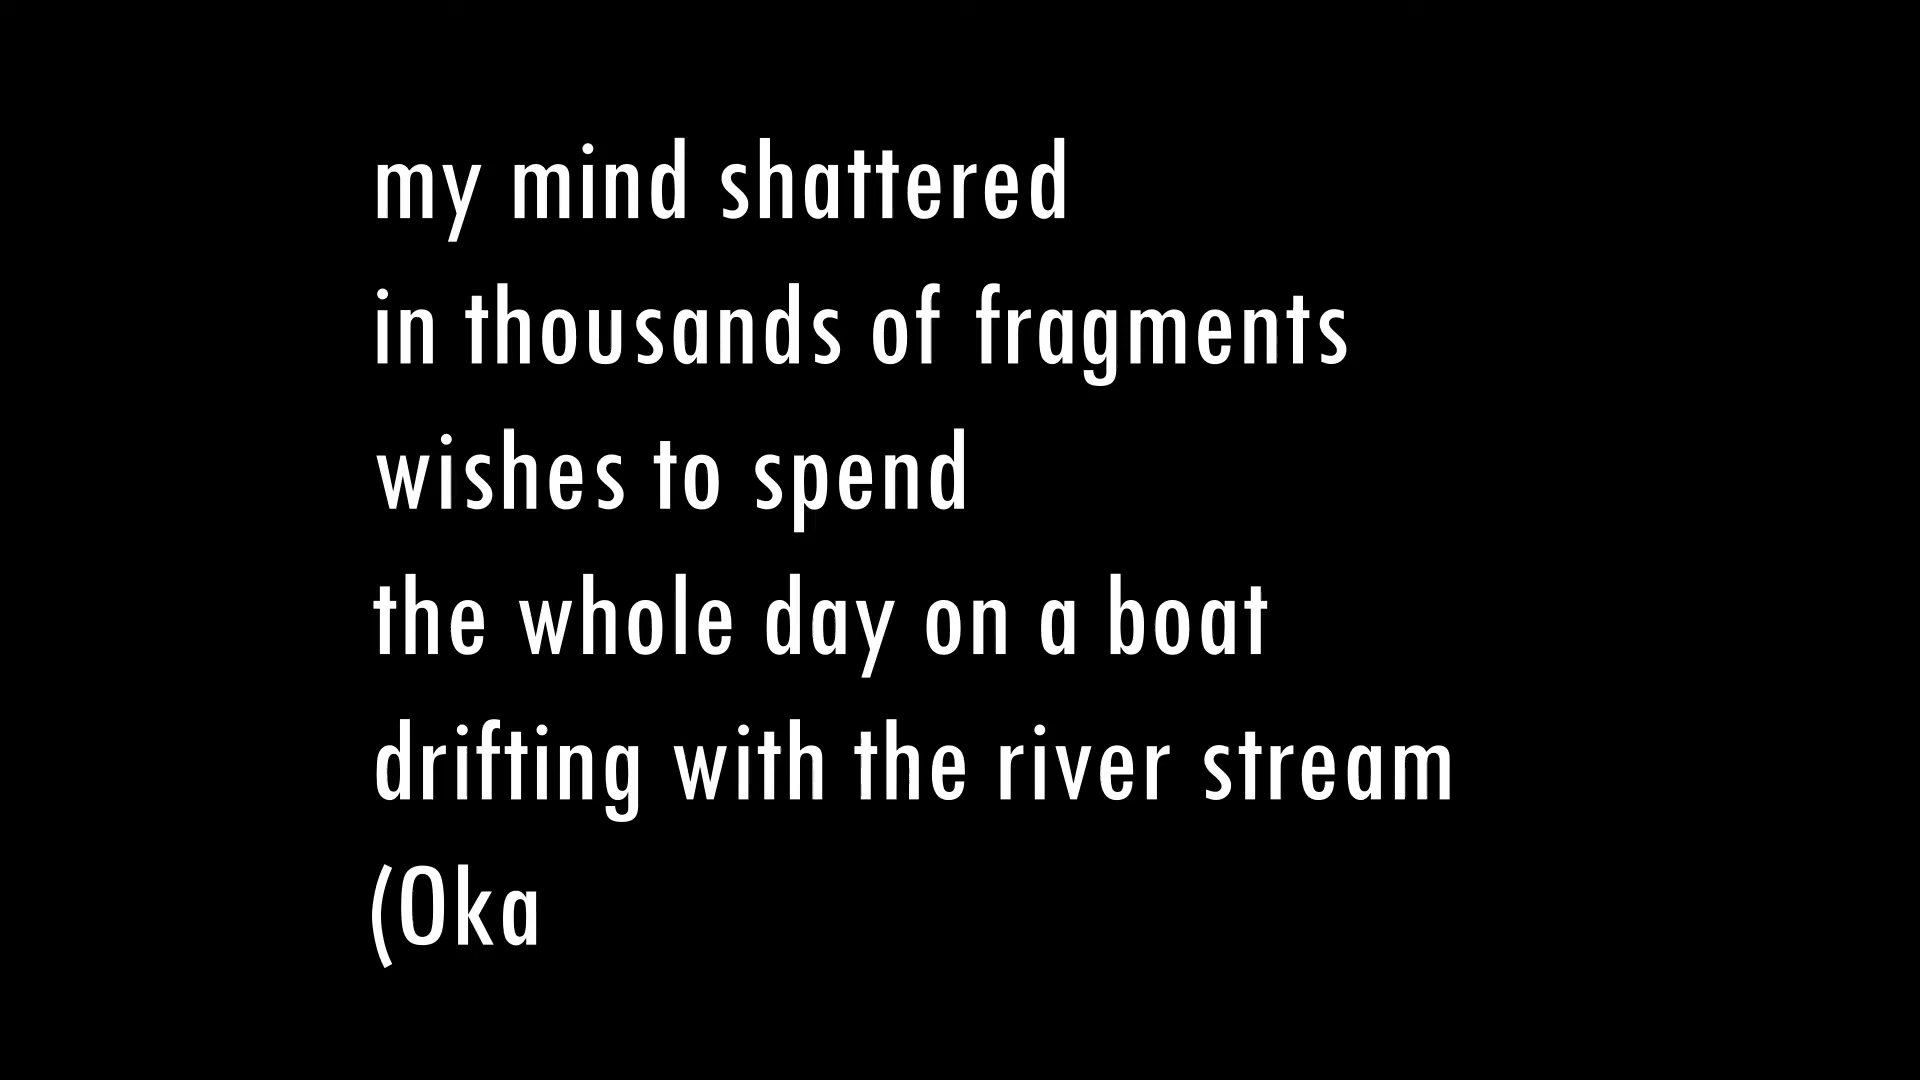 my mind shattered
in thousands of fragments
wishes to spend
the whole day on a boat
drifting with the river stream
(Oka